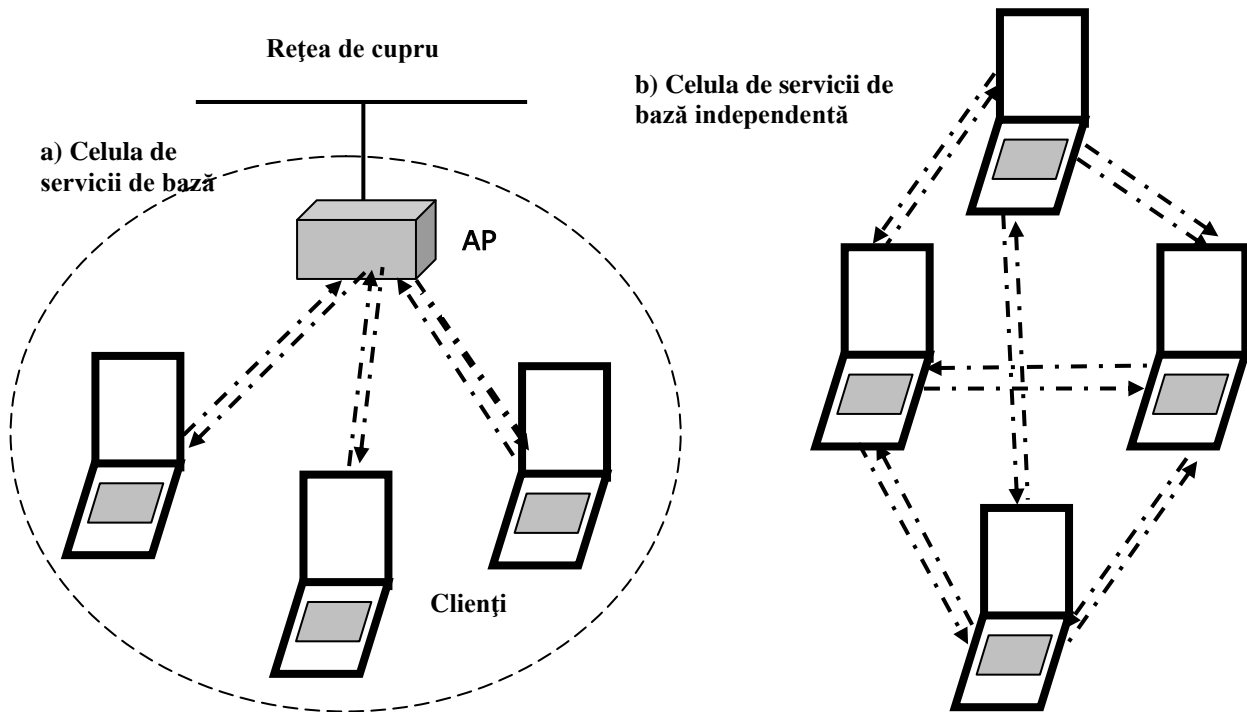 Reţea de cupru
a) Celula de
servicii de bază
AP
Clienţi
b) Celula de servicii de
bază independentă